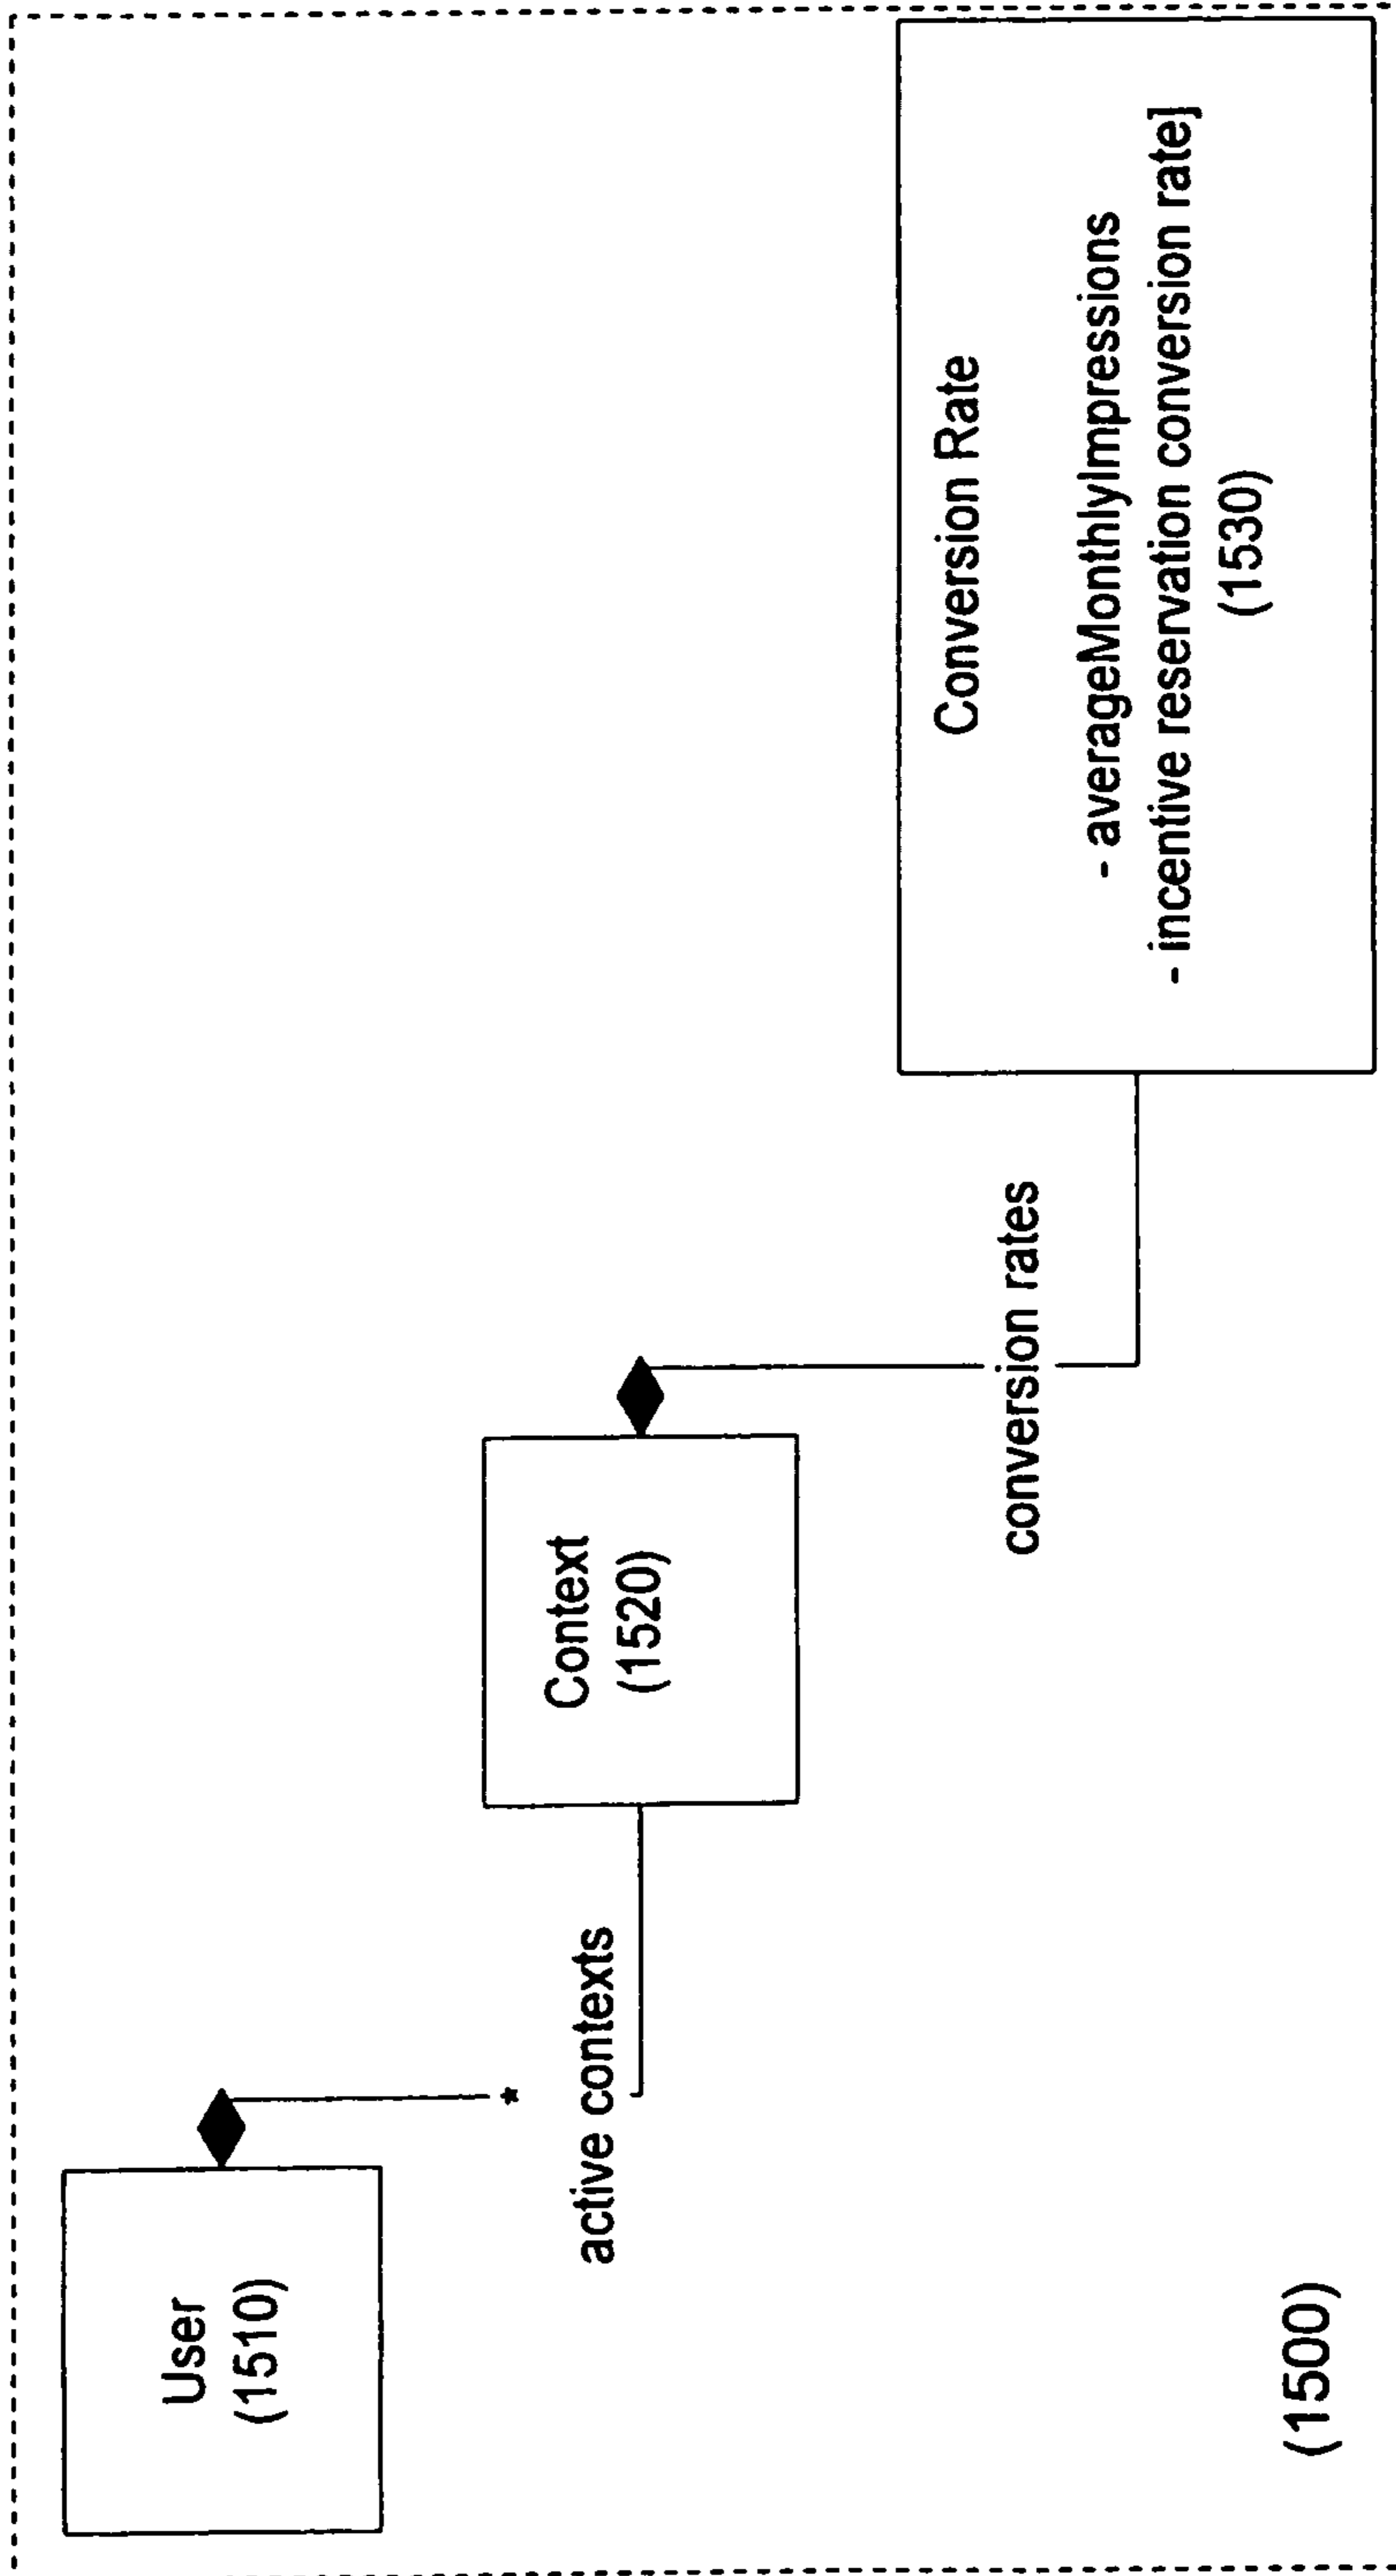 User
(1510)
*
active contexts
Context
(1520)
conversion rates
Conversion Rate
- averageMonthlyImpressions
- incentive reservation conversion rate]
(1530)
(1500)